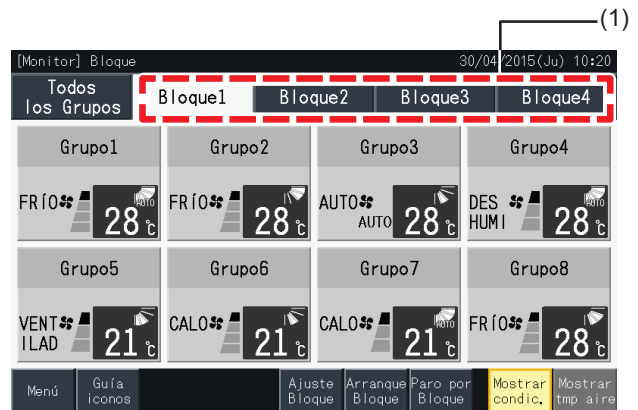 (1)
[Monitor] Bloque 30/04/2015(Ju) 10:20
Todos
los Grupos
Bloque1 Bloque2 Bloque3 Bloque4
Grupo1 Grupo2 Grupo3 Grupo4
FRÍO AUTO 28℃
FRÍO 28℃
AUTO AUTO 28℃
DES
HUMI AUTO 28℃
Grupo5 Grupo6 Grupo7 Grupo8
VENT
ILAD 21℃
CALO 21℃
CALO AUTO 21℃
FRÍO 28℃
Menú
Guía
iconos
Ajuste
Bloque
Arranque
Bloque
Paro por
Bloque
Mostrar
condic.
Mostrar
tmp aire